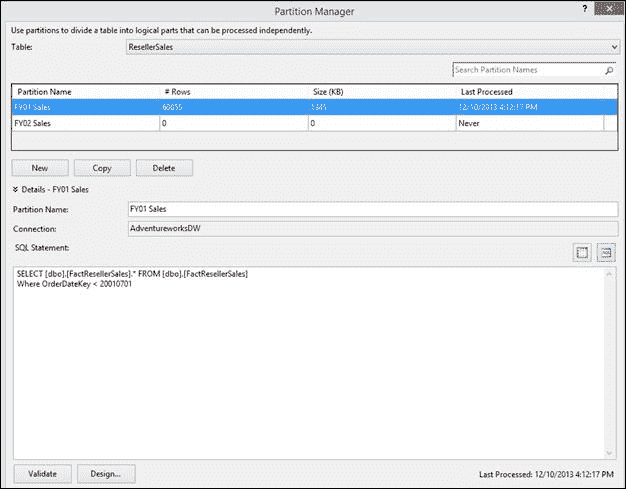 Partition Manager
? ×
Use partitions to divide a table into logical parts that can be processed independently.
Table: ResellerSales
Search Partition Names
Partition Name # Rows Size (KB) Last Processed
FY01 Sales 60855 12/10/2013 4:12:17 PM
FY02 Sales 0 0 Never
New Copy Delete
Details - FY01 Sales
Partition Name: FY01 Sales
Connection: AdventureworksDW
SQL Statement:
SELECT [dbo].[FactResellerSales].* FROM [dbo].[FactResellerSales]
Where OrderDateKey < 20010701
Validate Design... Last Processed: 12/10/2013 4:12:17 PM